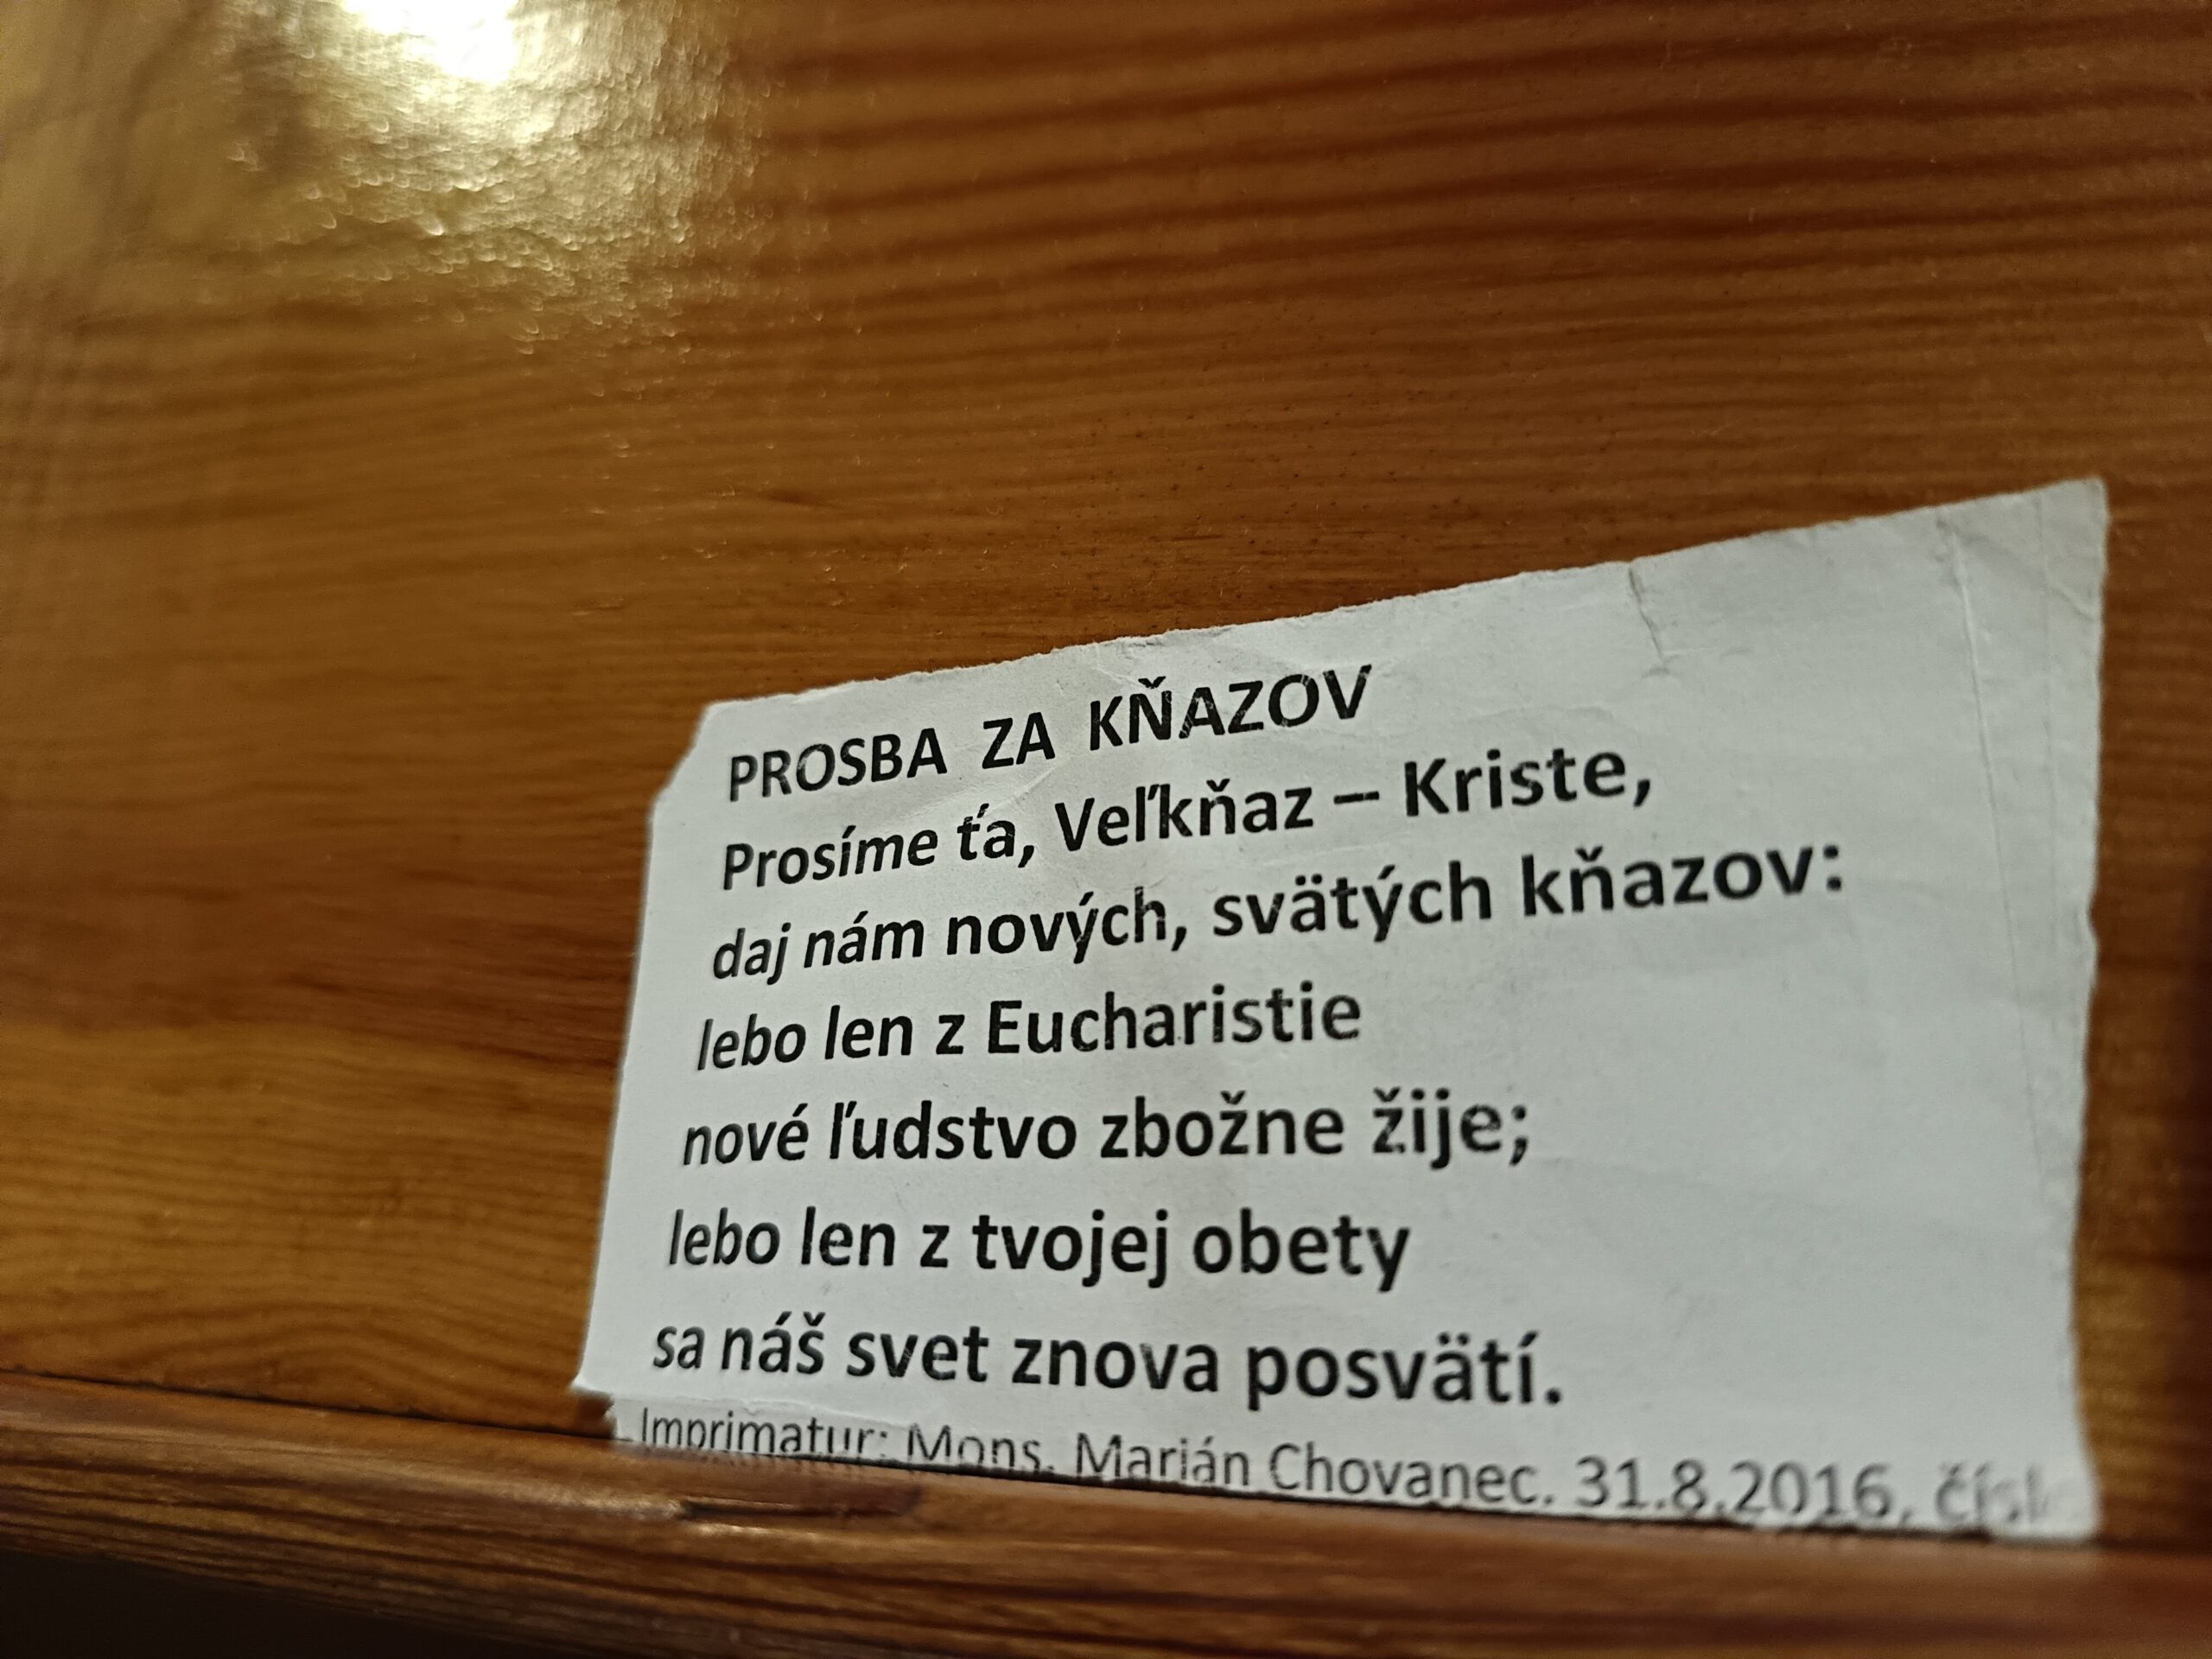 PROSBA ZA KŇAZOV
Prosíme ťa, Veľkňaz – Kriste,
daj nám nových, svätých kňazov:
lebo len z Eucharistie
nové ľudstvo zbožne žije;
lebo len z tvojej obety
sa náš svet znova posvätí.
Imprimatur: Mons. Marián Chovanec. 31.8.2016,